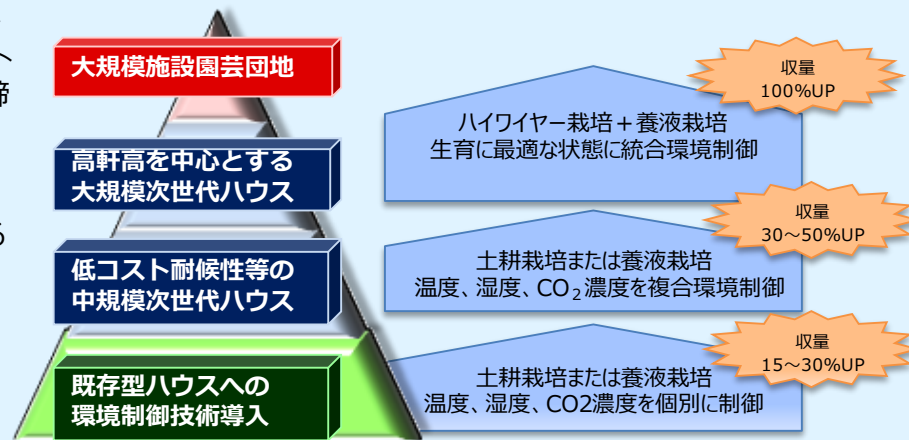 へ
締
る
大規模施設園芸団地
収量
100%UP
ハイワイヤー栽培+養液栽培
生育に最適な状態に統合環境制御
高軒高を中心とする
大規模次世代ハウス
収量
30~50%UP
低コスト耐候性等の
中規模次世代ハウス
土耕栽培または養液栽培
温度、湿度、CO₂濃度を複合環境制御
収量
15~30%UP
既存型ハウスへの
環境制御技術導入
土耕栽培または養液栽培
温度、湿度、CO2濃度を個別に制御